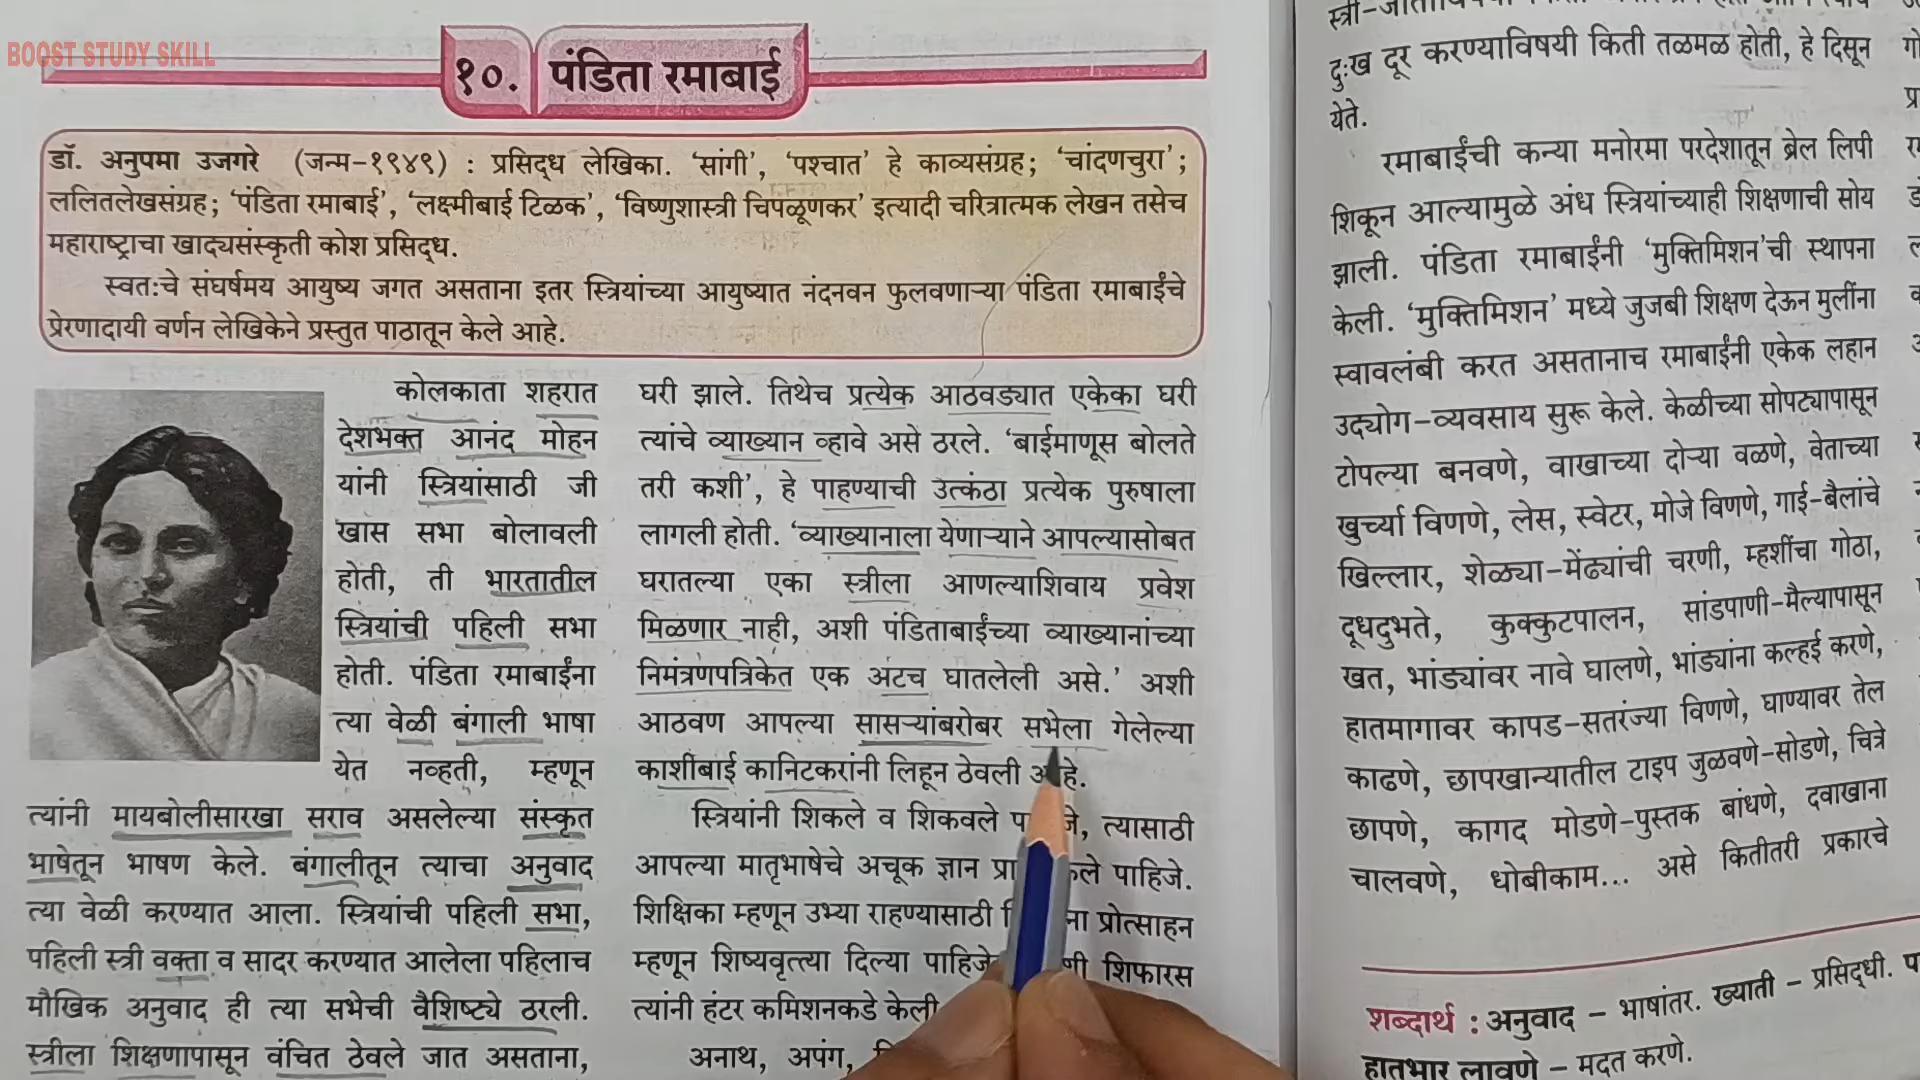 BOOST STUDY SKILL
१०. पंडिता रमाबाई
डॉ. अनुपमा उजगरे (जन्म-१९४९) : प्रसिद्ध लेखिका. ‘सांगी’, ‘पश्चात’ हे काव्यसंग्रह; ‘चांदणचुरा’;
ललितलेखसंग्रह; ‘पंडिता रमाबाई’, ‘लक्ष्मीबाई टिळक’, ‘विष्णुशास्त्री चिपळूणकर’ इत्यादी चरित्रात्मक लेखन तसेच
महाराष्ट्राचा खाद्यसंस्कृती कोश प्रसिद्ध.
स्वतःचे संघर्षमय आयुष्य जगत असताना इतर स्त्रियांच्या आयुष्यात नंदनवन फुलवणाऱ्या पंडिता रमाबाईंचे
प्रेरणादायी वर्णन लेखिकेने प्रस्तुत पाठातून केले आहे.
कोलकाता शहरात
देशभक्त आनंद मोहन
यांनी स्त्रियांसाठी जी
खास सभा बोलावली
होती, ती भारतातील
स्त्रियांची पहिली सभा
होती. पंडिता रमाबाईंना
त्या वेळी बंगाली भाषा
येत नव्हती, म्हणून
त्यांनी मायबोलीसारखा सराव असलेल्या संस्कृत
भाषेतून भाषण केले. बंगालीतून त्याचा अनुवाद
त्या वेळी करण्यात आला. स्त्रियांची पहिली सभा,
पहिली स्त्री वक्ता व सादर करण्यात आलेला पहिलाच
मौखिक अनुवाद ही त्या सभेची वैशिष्ट्ये ठरली.
स्त्रीला शिक्षणापासून वंचित ठेवले जात असताना,
घरी झाले. तिथेच प्रत्येक आठवड्यात एकेका घरी
त्यांचे व्याख्यान व्हावे असे ठरले. ‘बाईमाणूस बोलते
तरी कशी’, हे पाहण्याची उत्कंठा प्रत्येक पुरुषाला
लागली होती. ‘व्याख्यानाला येणाऱ्याने आपल्यासोबत
घरातल्या एका स्त्रीला आणल्याशिवाय प्रवेश
मिळणार नाही, अशी पंडिताबाईंच्या व्याख्यानांच्या
निमंत्रणपत्रिकेत एक अटच घातलेली असे.’ अशी
आठवण आपल्या सासऱ्यांबरोबर सभेला गेलेल्या
काशीबाई कानिटकरांनी लिहून ठेवली आहे.
स्त्रियांनी शिकले व शिकवले त्यासाठी
आपल्या मातृभाषेचे अचूक ज्ञान पाहिजे.
शिक्षिका म्हणून उभ्या राहण्यासाठी प्रोत्साहन
म्हणून शिष्यवृत्त्या दिल्या शिफारस
त्यांनी हंटर कमिशनकडे केली
अनाथ, अपंग,
दुःख दूर करण्याविषयी किती तळमळ होती, हे दिसून
येते.
रमाबाईंची कन्या मनोरमा परदेशातून ब्रेल लिपी
शिकून आल्यामुळे अंध स्त्रियांच्याही शिक्षणाची सोय
झाली. पंडिता रमाबाईंनी ‘मुक्तिमिशन’ची स्थापना
केली. ‘मुक्तिमिशन’ मध्ये जुजबी शिक्षण देऊन मुलींना
स्वावलंबी करत असतानाच रमाबाईंनी एकेक लहान
उद्योग-व्यवसाय सुरू केले. केळीच्या सोपट्यापासून
टोपल्या बनवणे, वाखाच्या दोऱ्या वळणे, वेताच्या
खुर्च्या विणणे, लेस, स्वेटर, मोजे विणणे, गाई-बैलांचे
खिल्लार, शेळ्या-मेंढ्यांची चरणी, म्हशींचा गोठा,
दूधदुभते, कुक्कुटपालन, सांडपाणी-मैल्यापासून
खत, भांड्यांवर नावे घालणे, भांड्यांना कल्हई करणे,
हातमागावर कापड-सतरंज्या विणणे, घाण्यावर तेल
काढणे, छापखान्यातील टाइप जुळवणे-सोडणे, चित्रे
छापणे, कागद मोडणे-पुस्तक बांधणे, दवाखाना
चालवणे, धोबीकाम... असे कितीतरी प्रकारचे
शब्दार्थ : अनुवाद – भाषांतर. ख्याती – प्रसिद्धी.
हातभार लावणे – मदत करणे.